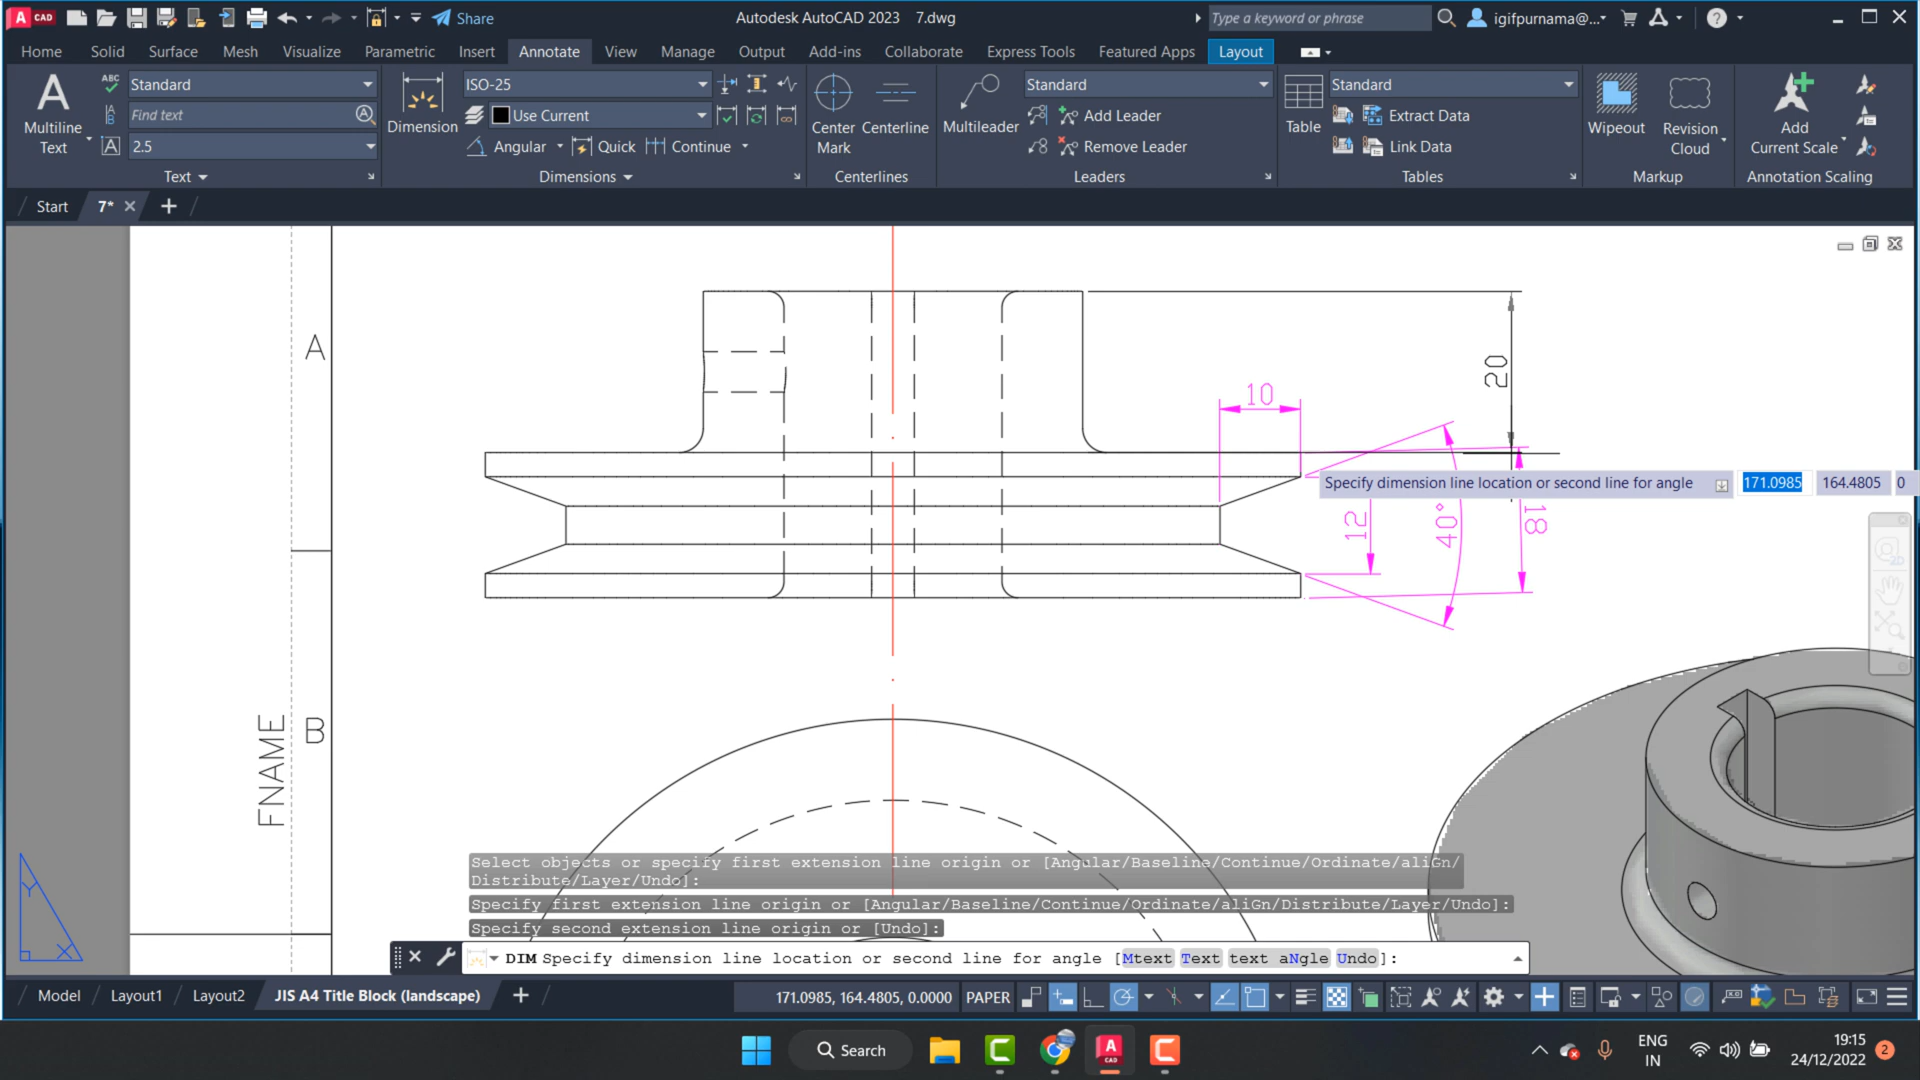 A CAD
Share
Autodesk AutoCAD 2023 7.dwg
Type a keyword or phrase
igifpurnama@...
Home Solid Surface Mesh Visualize Parametric Insert Annotate View Manage Output Add-ins Collaborate Express Tools Featured Apps Layout
Multiline
Text
ABC
Standard
Find text
2.5
Text
Dimension
ISO-25
Use Current
Angular Quick Continue
Dimensions
Center
Mark
Centerline
Centerlines
Multileader
Standard
Add Leader
Remove Leader
Leaders
Table
Standard
Extract Data
Link Data
Tables
Wipeout
Revision
Cloud
Markup
Add
Current Scale
Annotation Scaling
Start 7*
A
B
FNAME
10
20
12
40°
18
Specify dimension line location or second line for angle 171.0985 164.4805 0
Y
X
Select objects or specify first extension line origin or [Angular/Baseline/Continue/Ordinate/aliGn/
Distribute/Layer/Undo]:
Specify first extension line origin or [Angular/Baseline/Continue/Ordinate/aliGn/Distribute/Layer/Undo]:
Specify second extension line origin or [Undo]:
DIM Specify dimension line location or second line for angle [Mtext Text text aNgle Undo]:
Model Layout1 Layout2 JIS A4 Title Block (landscape)
171.0985, 164.4805, 0.0000 PAPER
Search
A
CAD
ENG
IN
19:15
24/12/2022
2